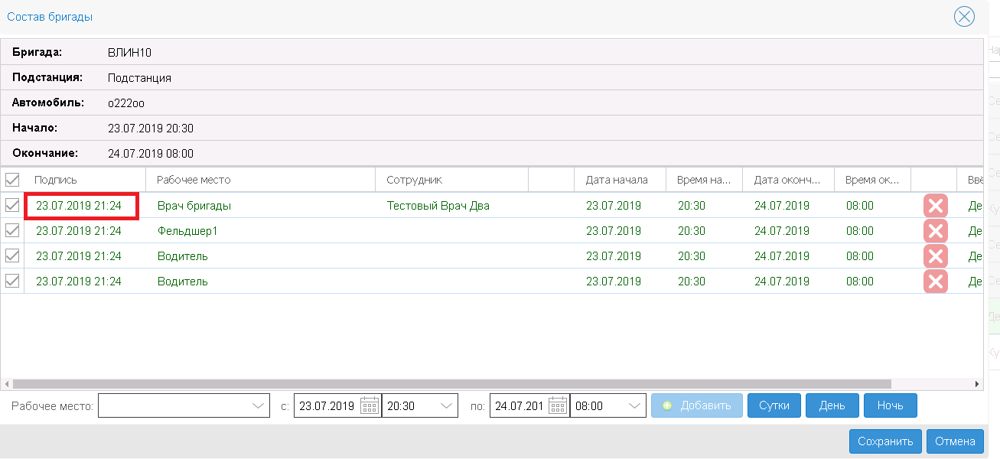 Состав бригады
Бригада: ВЛИН10
Подстанция: Подстанция
Автомобиль: о222оо
Начало: 23.07.2019 20:30
Окончание: 24.07.2019 08:00
Подпись Рабочее место Сотрудник Дата начала Время на... Дата оконч... Время ок... Ввё
23.07.2019 21:24 Врач бригады Тестовый Врач Два 23.07.2019 20:30 24.07.2019 08:00 Де
23.07.2019 21:24 Фельдшер1 23.07.2019 20:30 24.07.2019 08:00 Де
23.07.2019 21:24 Водитель 23.07.2019 20:30 24.07.2019 08:00 Де
23.07.2019 21:24 Водитель 23.07.2019 20:30 24.07.2019 08:00 Де
Рабочее место: с: 23.07.2019 20:30 по: 24.07.201 08:00 Добавить Сутки День Ночь
Сохранить Отмена